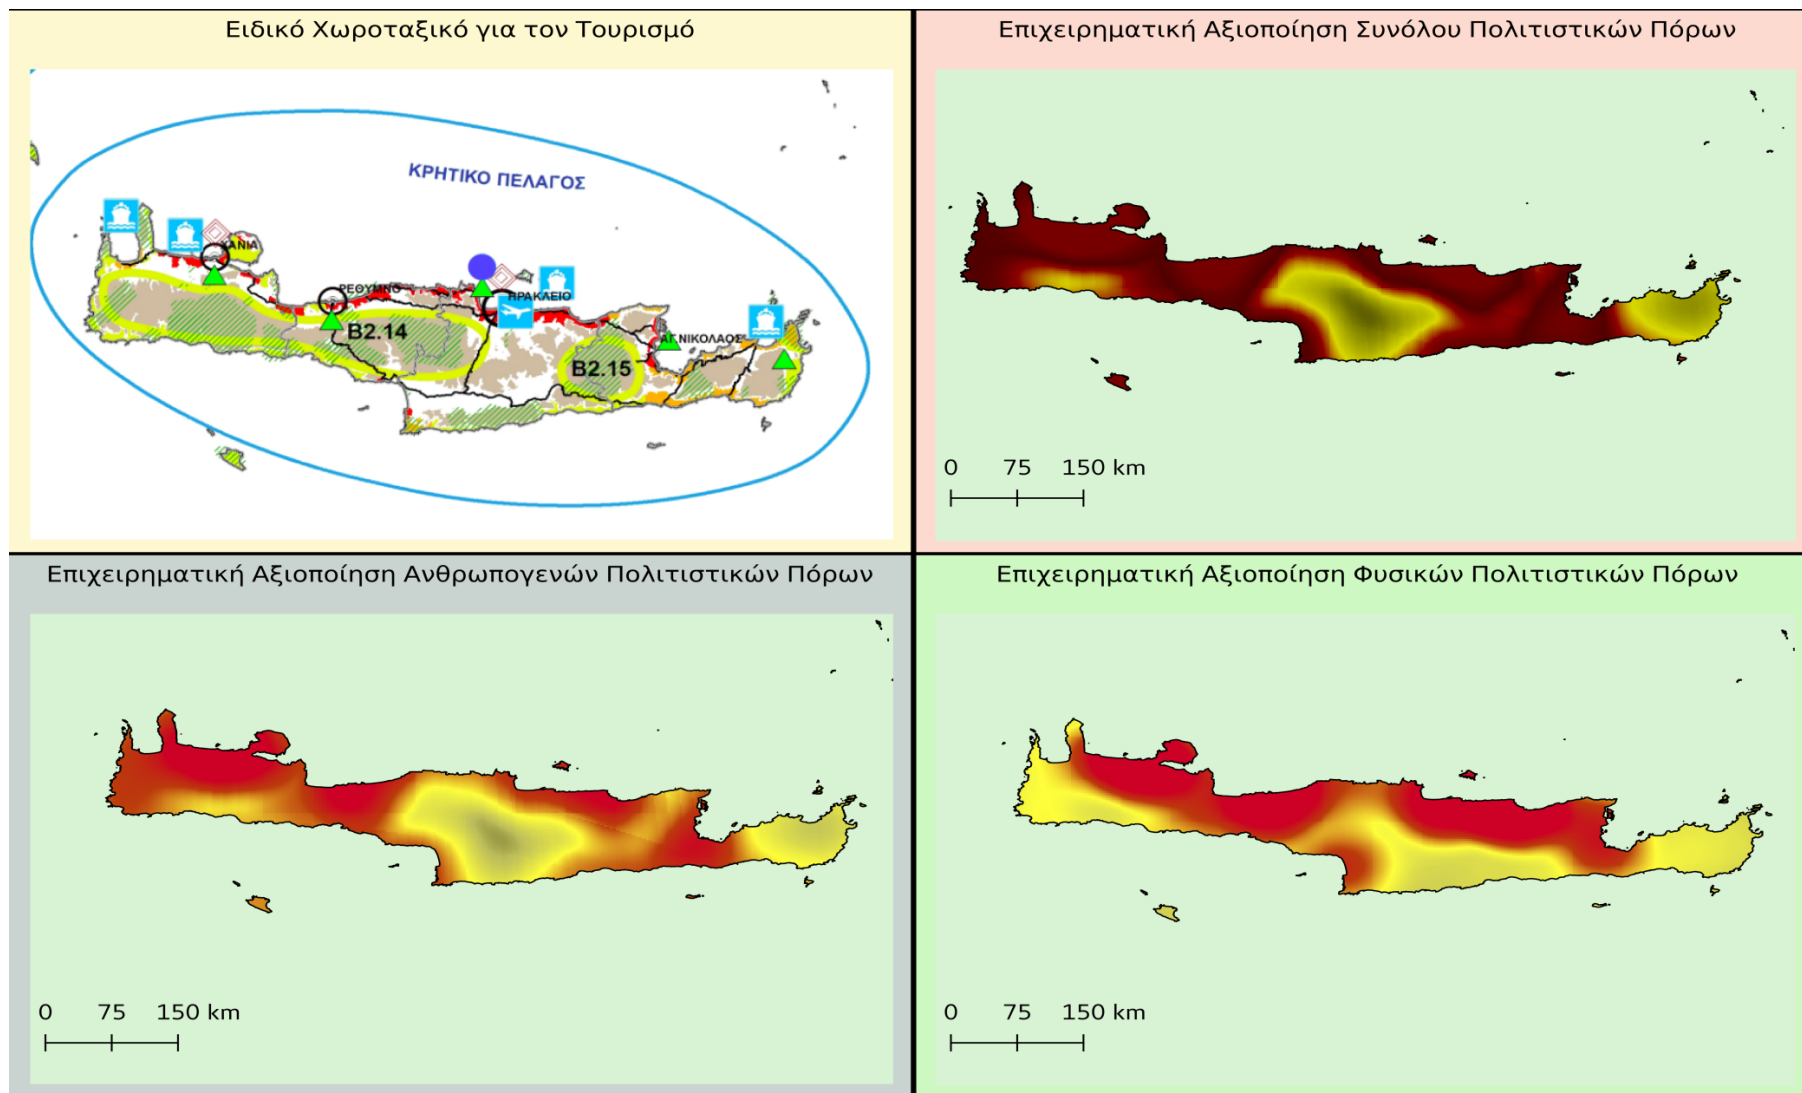 Ειδικό Χωροταξικό για τον Τουρισμό
ΚΡΗΤΙΚΟ ΠΕΛΑΓΟΣ
ΧΑΝΙΑ
ΡΕΘΥΜΝΟ
ΗΡΑΚΛΕΙΟ
B2.14
ΑΓ.ΝΙΚΟΛΑΟΣ
B2.15
Επιχειρηματική Αξιοποίηση Συνόλου Πολιτιστικών Πόρων
0 75 150 km
Επιχειρηματική Αξιοποίηση Ανθρωπογενών Πολιτιστικών Πόρων
0 75 150 km
Επιχειρηματική Αξιοποίηση Φυσικών Πολιτιστικών Πόρων
0 75 150 km